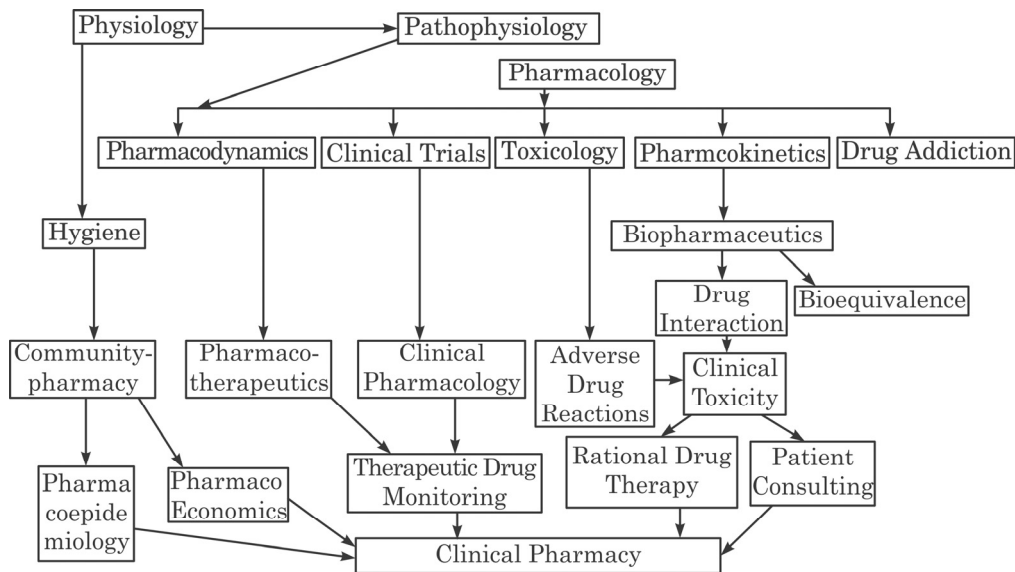 Physiology
Pathophysiology
Pharmacology
Pharmacodynamics
Clinical Trials
Toxicology
Pharmcokinetics
Drug Addiction
Hygiene
Biopharmaceutics
Drug
Interaction
Bioequivalence
Community-
pharmacy
Pharmaco-
therapeutics
Clinical
Pharmacology
Adverse
Drug
Reactions
Clinical
Toxicity
Pharma
coepide
miology
Pharmaco
Economics
Therapeutic Drug
Monitoring
Rational Drug
Therapy
Patient
Consulting
Clinical Pharmacy